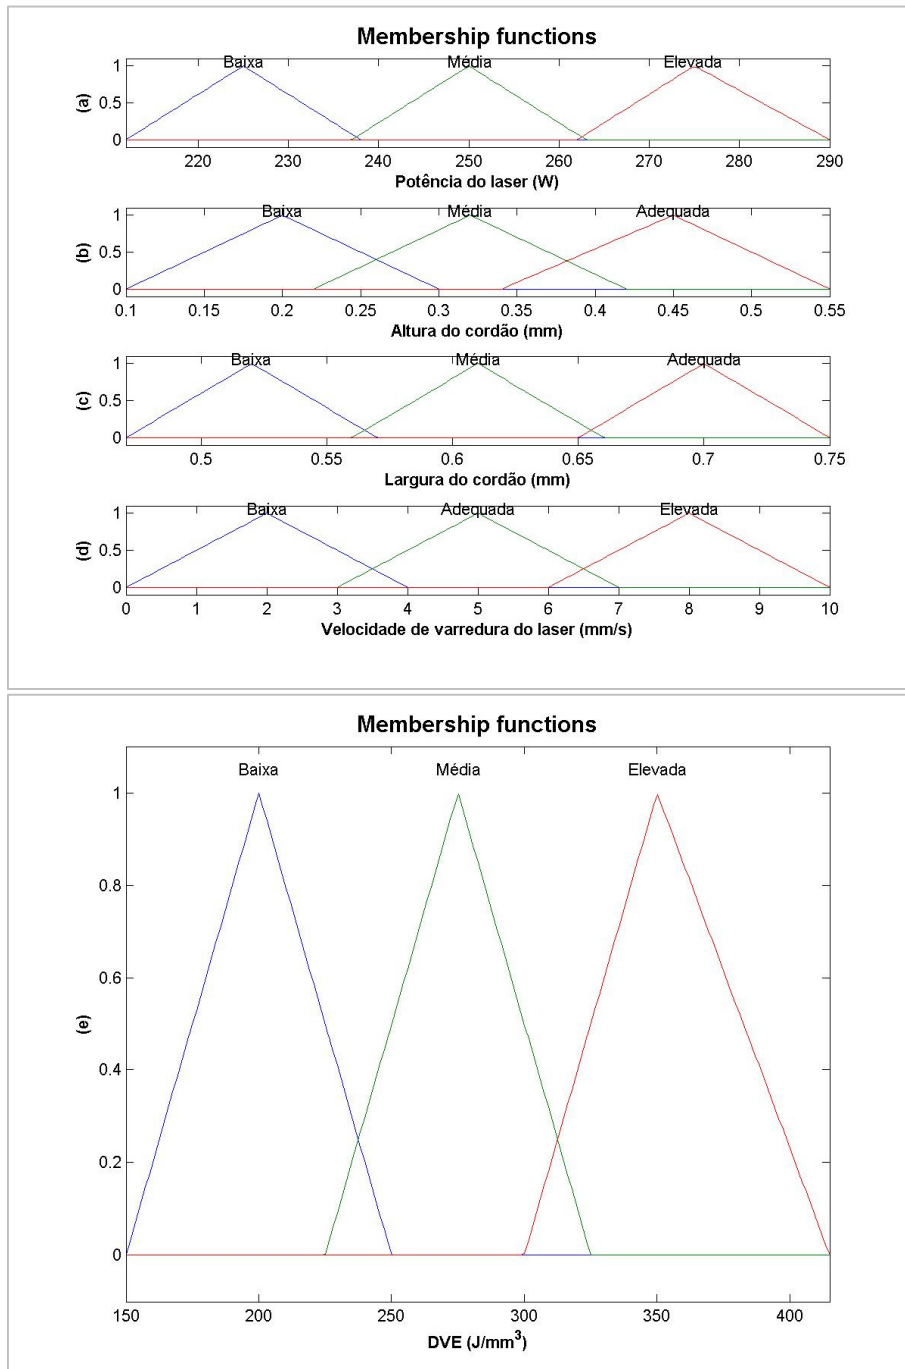 Membership functions
Baixa Média Elevada
1
0.5
0
(a)
220 230 240 250 260 270 280 290
Potência do laser (W)
Baixa Média Adequada
1
0.5
0
(b)
0.1 0.15 0.2 0.25 0.3 0.35 0.4 0.45 0.5 0.55
Altura do cordão (mm)
Baixa Média Adequada
1
0.5
0
(c)
0.5 0.55 0.6 0.65 0.7 0.75
Largura do cordão (mm)
Baixa Adequada Elevada
1
0.5
0
(d)
0 1 2 3 4 5 6 7 8 9 10
Velocidade de varredura do laser (mm/s)
Membership functions
Baixa Média Elevada
1
0.8
0.6
(e)
0.4
0.2
0
150 200 250 300 350 400
DVE (J/mm³)